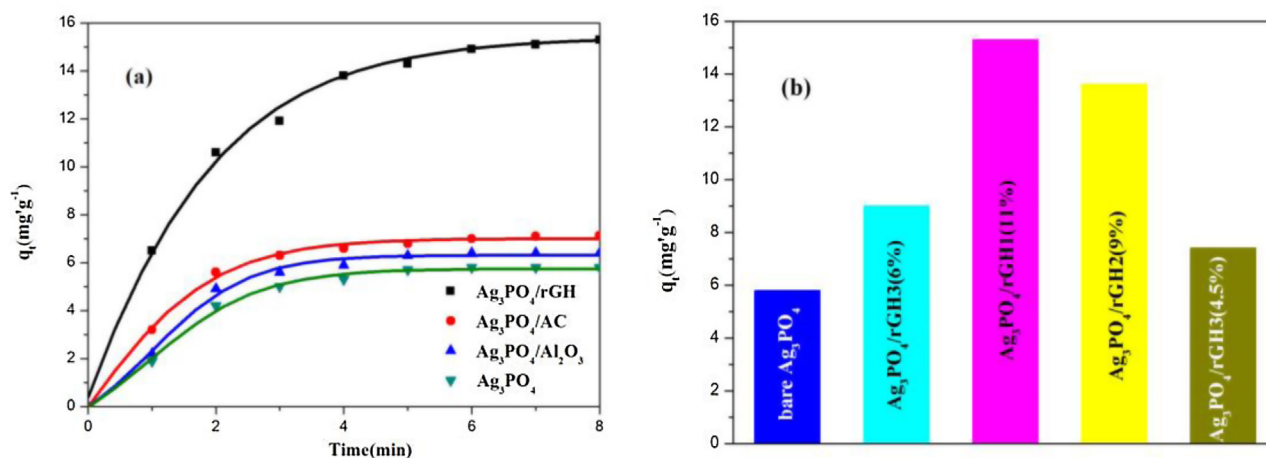 (a)
16
14
12
10
8
6
4
2
0
qₜ(mg'g⁻¹)
Ag₃PO₄/rGH
Ag₃PO₄/AC
Ag₃PO₄/Al₂O₃
Ag₃PO₄
0 2 4 6 8
Time(min)
(b)
16
14
12
10
8
6
4
2
0
qₜ(mg'g⁻¹)
bare Ag₃PO₄
Ag₃PO₄/rGH3(6%)
Ag₃PO₄/rGH1(11%)
Ag₃PO₄/rGH2(9%)
Ag₃PO₄/rGH3(4.5%)